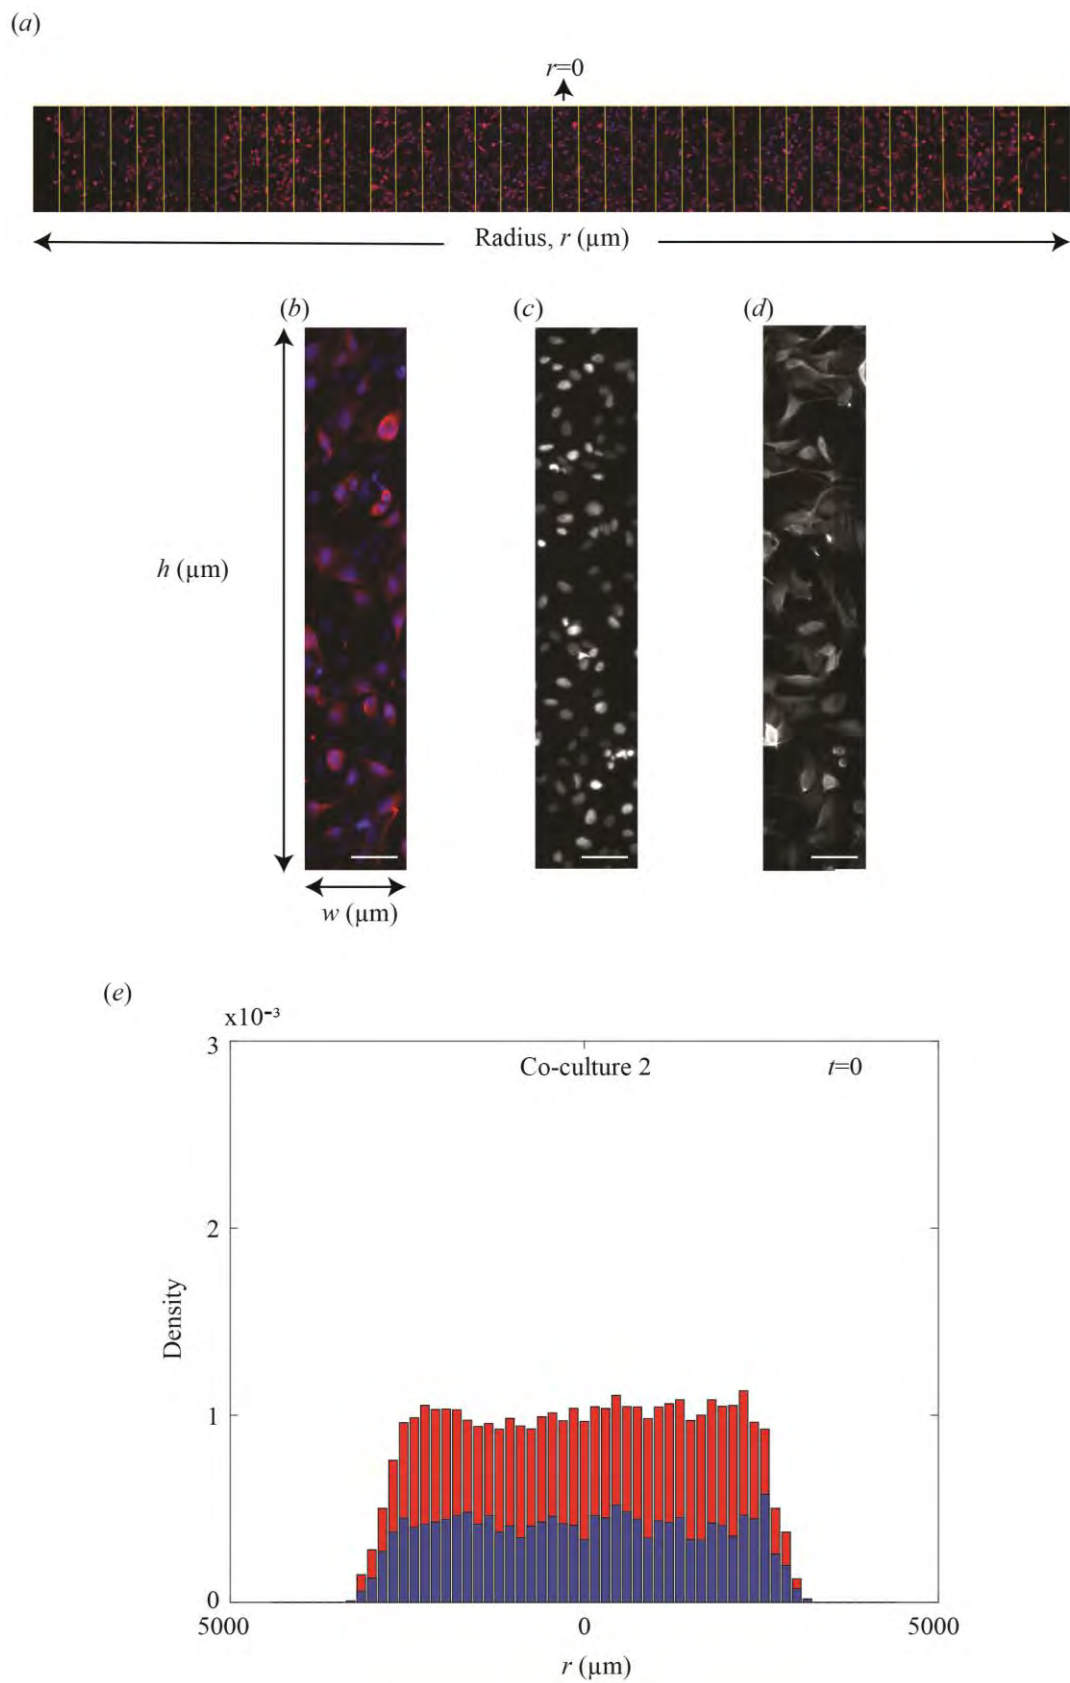 (a)
r=0
Radius, r (µm)
(b)
(c)
(d)
h (µm)
w (µm)
(e)
x10⁻³
3
Co-culture 2
t=0
2
Density
1
0
5000
0
5000
r (µm)